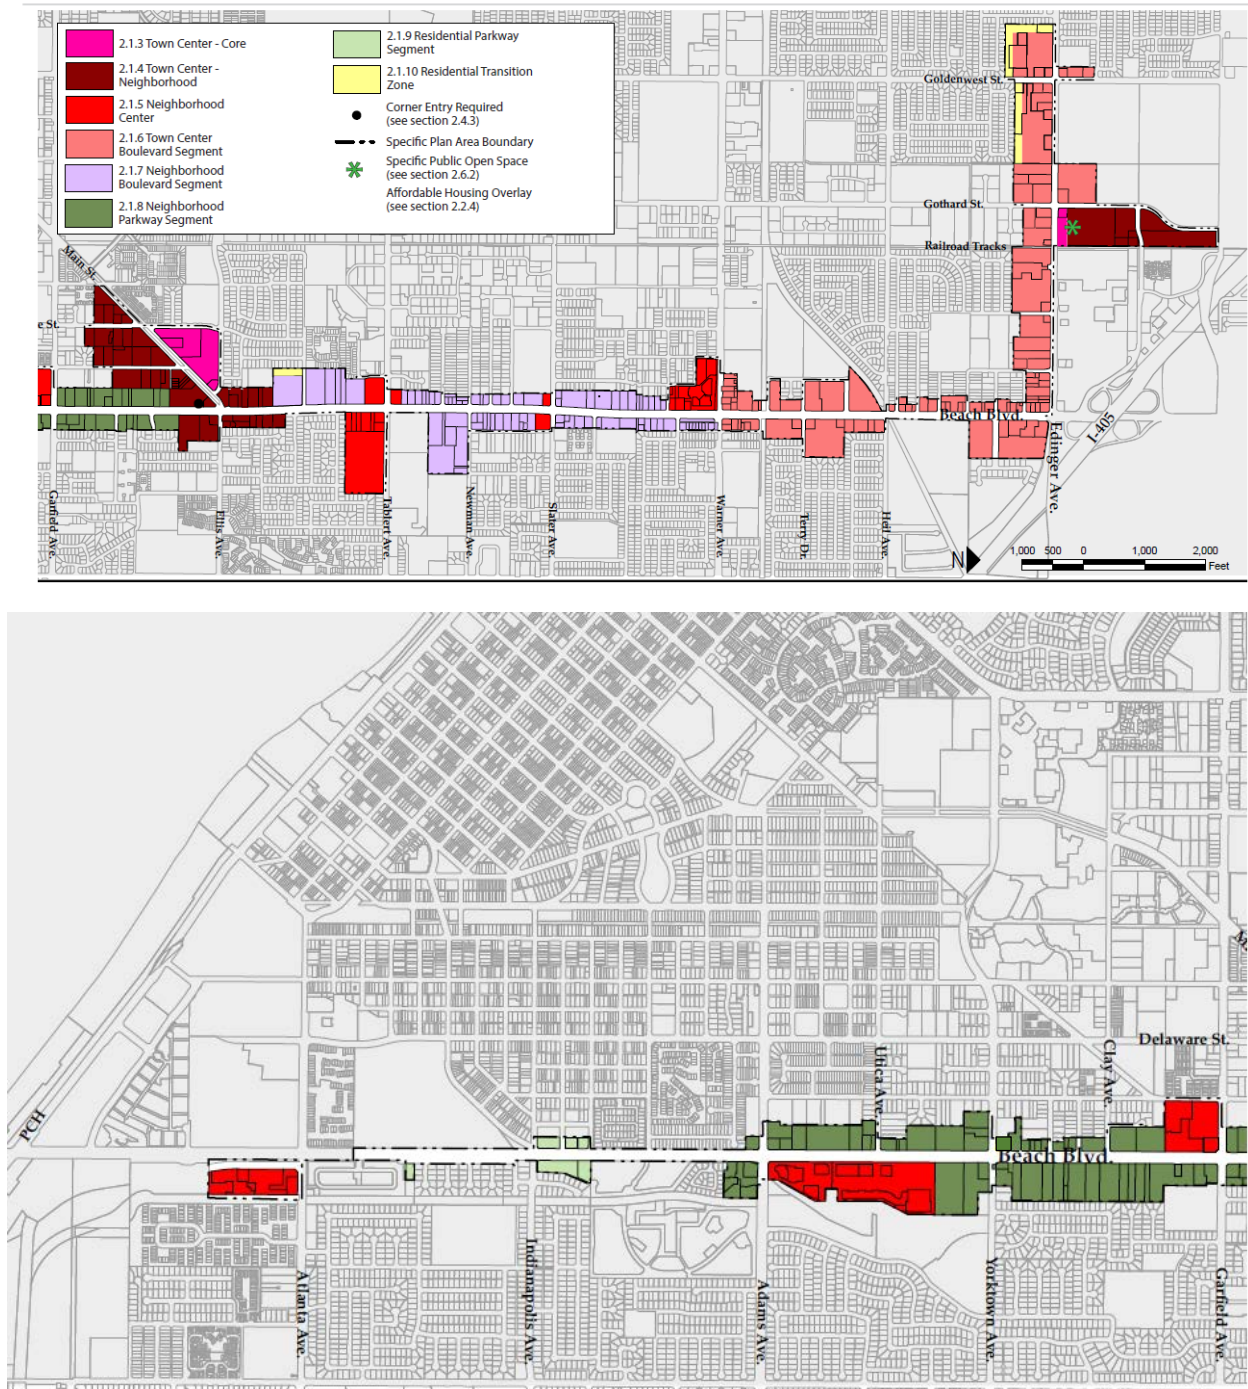 2.1.3 Town Center - Core
2.1.4 Town Center -
Neighborhood
2.1.5 Neighborhood
Center
2.1.6 Town Center
Boulevard Segment
2.1.7 Neighborhood
Boulevard Segment
2.1.8 Neighborhood
Parkway Segment
2.1.9 Residential Parkway
Segment
2.1.10 Residential Transition
Zone
Corner Entry Required
(see section 2.4.3)
Specific Plan Area Boundary
Specific Public Open Space
(see section 2.6.2)
Affordable Housing Overlay
(see section 2.2.4)
Goldenwest St.
Gothard St.
Railroad Tracks
Main St.
e St.
Beach Blvd.
I-405
Edinger Ave.
Garfield Ave.
Ellis Ave.
Talbert Ave.
Newman Ave.
Slater Ave.
Warner Ave.
Terry Dr.
Heil Ave.
N
1,000 500 0 1,000 2,000
Feet
PCH
Utica Ave.
Clay Ave.
Delaware St.
Beach Blvd.
Atlanta Ave.
Indianapolis Ave.
Adams Ave.
Yorktown Ave.
Garfield Ave.